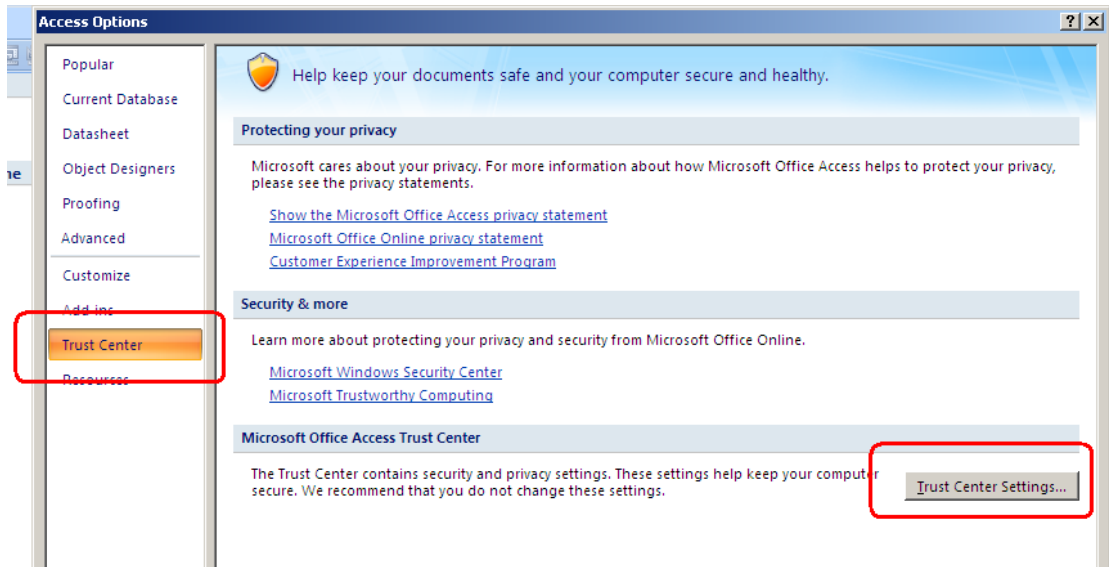 Access Options
Popular
Current Database
Datasheet
Object Designers
ne
Proofing
Advanced
Customize
Add-ins
Trust Center
Resources
Help keep your documents safe and your computer secure and healthy.
Protecting your privacy
Microsoft cares about your privacy. For more information about how Microsoft Office Access helps to protect your privacy,
please see the privacy statements.
Show the Microsoft Office Access privacy statement
Microsoft Office Online privacy statement
Customer Experience Improvement Program
Security & more
Learn more about protecting your privacy and security from Microsoft Office Online.
Microsoft Windows Security Center
Microsoft Trustworthy Computing
Microsoft Office Access Trust Center
The Trust Center contains security and privacy settings. These settings help keep your computer
secure. We recommend that you do not change these settings.
Trust Center Settings...